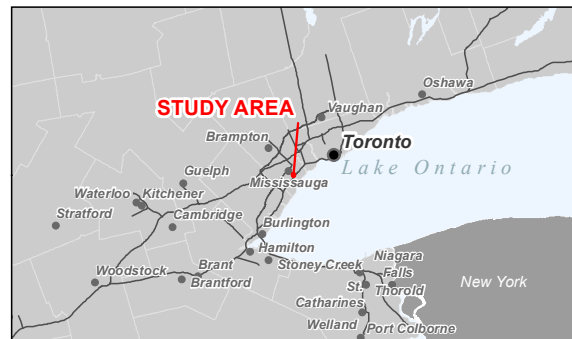 Oshawa
STUDY AREA
Vaughan
Brampton
Toronto
Lake Ontario
Guelph
Mississauga
Waterloo
Kitchener
Stratford
Cambridge
Burlington
Hamilton
Niagara
Falls
Woodstock
Brant
Brantford
Stoney Creek
St.
Catharines
Thorold
New York
Welland
Port Colborne